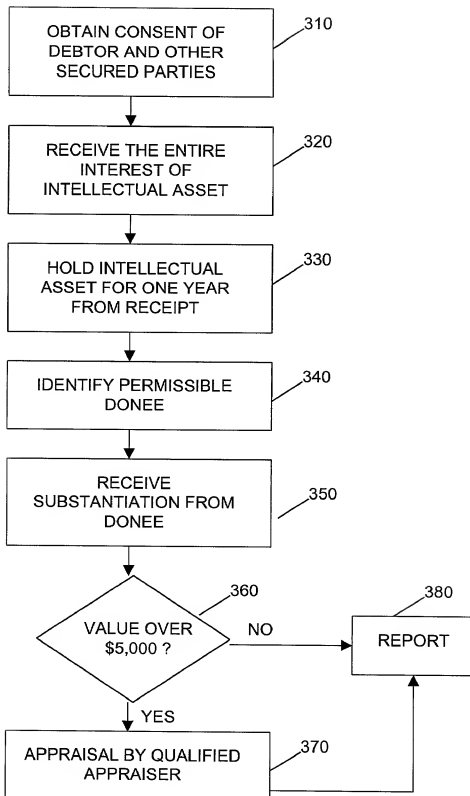 OBTAIN CONSENT OF
DEBTOR AND OTHER
SECURED PARTIES
310
RECEIVE THE ENTIRE
INTEREST OF
INTELLECTUAL ASSET
320
HOLD INTELLECTUAL
ASSET FOR ONE YEAR
FROM RECEIPT
330
IDENTIFY PERMISSIBLE
DONEE
340
RECEIVE
SUBSTANTIATION FROM
DONEE
350
VALUE OVER
$5,000 ?
360
NO
380
REPORT
YES
APPRAISAL BY QUALIFIED
APPRAISER
370